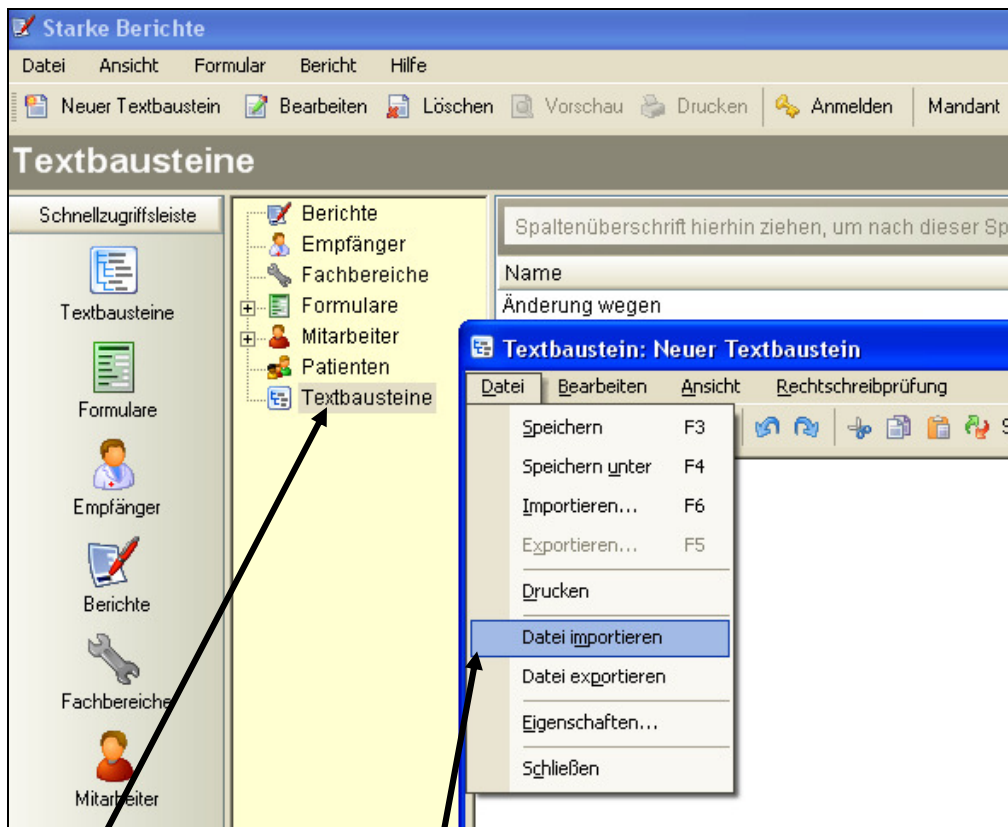 Starke Berichte
Datei Ansicht Formular Bericht Hilfe
Neuer Textbaustein Bearbeiten Löschen Vorschau Drucken Anmelden Mandant
Textbausteine
Schnellzugriffsleiste
Textbausteine
Formulare
Empfänger
Berichte
Fachbereiche
Mitarbeiter
Berichte
Empfänger
Fachbereiche
Formulare
Mitarbeiter
Patienten
Textbausteine
Spaltenüberschrift hierhin ziehen, um nach dieser Sp
Name
Änderung wegen
Textbaustein: Neuer Textbaustein
Datei Bearbeiten Ansicht Rechtschreibprüfung
S
Speichern F3
Speichern unter F4
Importieren... F6
Exportieren... F5
Drucken
Datei importieren
Datei exportieren
Eigenschaften...
Schließen